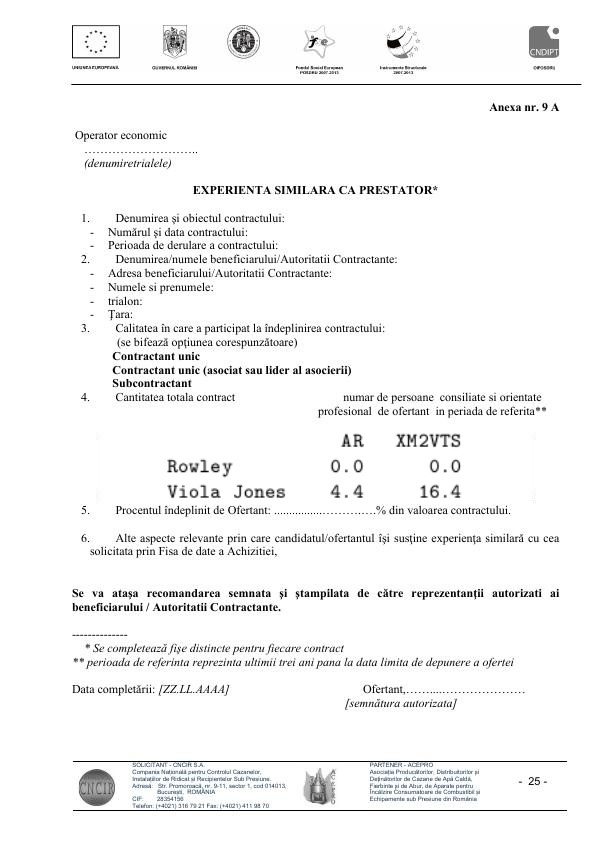 UNIUNEA EUROPEANĂ
GUVERNUL ROMÂNIEI
Fondul Social European
POSDRU 2007-2013
Instrumente Structurale
2007-2013
CNDIPT
OIPOSDRU
Anexa nr. 9 A
Operator economic
………………………..
(denumiretrialele)
EXPERIENTA SIMILARA CA PRESTATOR*
1. Denumirea şi obiectul contractului:
- Numărul şi data contractului:
- Perioada de derulare a contractului:
2. Denumirea/numele beneficiarului/Autoritatii Contractante:
- Adresa beneficiarului/Autoritatii Contractante:
- Numele si prenumele:
- trialon:
- Ţara:
3. Calitatea în care a participat la îndeplinirea contractului:
(se bifează opţiunea corespunzătoare)
Contractant unic
Contractant unic (asociat sau lider al asocierii)
Subcontractant
4. Cantitatea totala contract numar de persoane consiliate si orientate
profesional de ofertant in periada de referita**
AR XM2VTS
Rowley 0.0 0.0
Viola Jones 4.4 16.4
5. Procentul îndeplinit de Ofertant: ................……….….% din valoarea contractului.
6. Alte aspecte relevante prin care candidatul/ofertantul îşi susţine experienţa similară cu cea
solicitata prin Fisa de date a Achizitiei,
Se va ataşa recomandarea semnata şi ştampilata de către reprezentanţii autorizati ai
beneficiarului / Autoritatii Contractante.
--------------
* Se completează fişe distincte pentru fiecare contract
** perioada de referinta reprezinta ultimii trei ani pana la data limita de depunere a ofertei
Data completării: [ZZ.LL.AAAA] Ofertant,……....…………………
[semnătura autorizata]
SOLICITANT - CNCIR S.A.
Compania Naţională pentru Controlul Cazanelor,
Instalaţiilor de Ridicat şi Recipientelor Sub Presiune.
Adresă: Str. Promoroacă, nr. 9-11, sector 1, cod 014013,
Bucureşti, ROMÂNIA
CIF: 28354156
Telefon: (+4021) 316 79 21 Fax: (+4021) 411 98 70
CNCIR
PARTENER - ACEPRO
Asociaţia Producătorilor, Distribuitorilor şi
Deţinătorilor de Cazane de Apă Caldă,
Fierbinte şi de Abur, de Aparate pentru
Încălzire Consumatoare de Combustibil şi
Echipamente sub Presiune din România
- 25 -